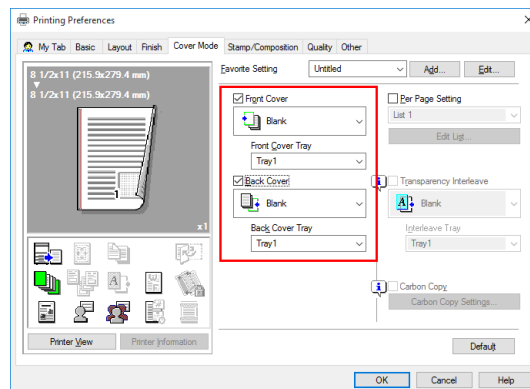 Printing Preferences
My Tab Basic Layout Finish Cover Mode Stamp/Composition Quality Other
8 1/2x11 (215.9x279.4 mm)
8 1/2x11 (215.9x279.4 mm)
1
x1
Printer View Printer Information
Favorite Setting Untitled Add... Edit...
Front Cover
Blank
Front Cover Tray
Tray1
Back Cover
Blank
Back Cover Tray
Tray1
Per Page Setting
List 1
Edit List...
Transparency Interleave
Blank
Interleave Tray
Tray1
Carbon Copy
Carbon Copy Settings...
Default
OK Cancel Help